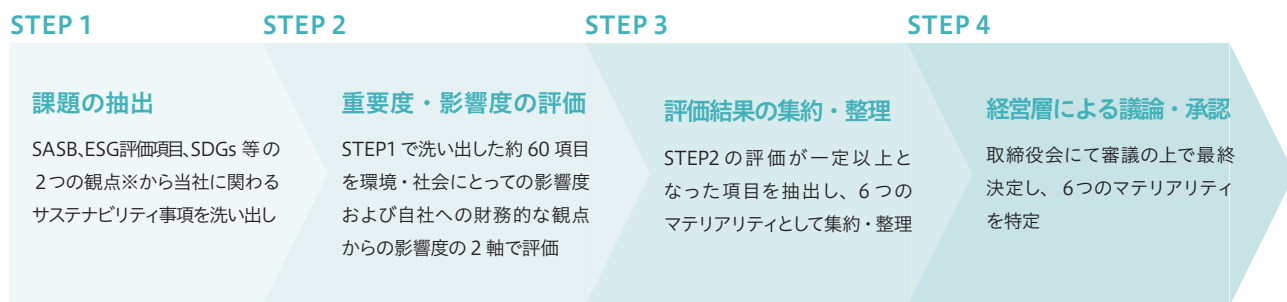 STEP 1
課題の抽出
SASB、ESG評価項目、SDGs 等の
2つの観点※から当社に関わる
サステナビリティ事項を洗い出し
STEP 2
重要度・影響度の評価
STEP1 で洗い出した約 60 項目
を環境・社会にとっての影響度
および自社への財務的な観点
からの影響度の 2 軸で評価
STEP 3
評価結果の集約・整理
STEP2 の評価が一定以上と
なった項目を抽出し、6 つの
マテリアリティとして集約・整理
STEP 4
経営層による議論・承認
取締役会にて審議の上で最終
決定し、6つのマテリアリティ
を特定